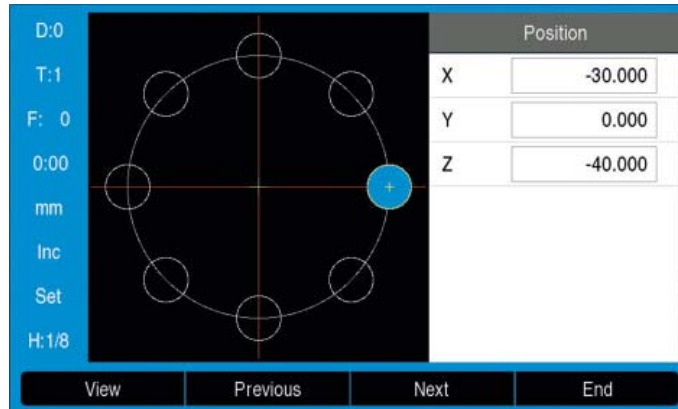 D:0
T:1
F: 0
0:00
mm
Inc
Set
H:1/8
Position
X -30.000
Y 0.000
Z -40.000
View Previous Next End